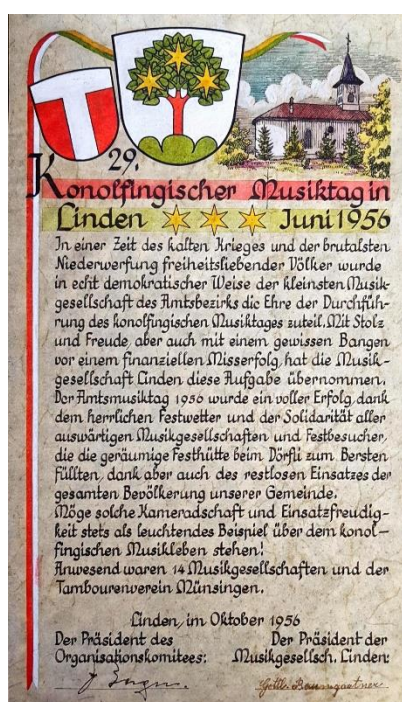 29.
Konolfingischer Musiktag in
Linden Juni 1956
In einer Zeit des kalten Krieges und der brutalsten
Niederwerfung freiheitsliebender Völker wurde
in echt demokratischer Weise der kleinsten Musik-
gesellschaft des Amtsbezirks die Ehre der Durchfüh-
rung des konolfingischen Musiktages zuteil. Mit Stolz
und Freude, aber auch mit einem gewissen Bangen
vor einem finanziellen Misserfolg, hat die Musik-
gesellschaft Linden diese Aufgabe übernommen.
Der Amtsmusiktag 1956 wurde ein voller Erfolg, dank
dem herrlichen Festwetter und der Solidarität aller
auswärtigen Musikgesellschaften und Festbesucher,
die die geräumige Festhütte beim Dörfli zum Bersten
füllten, dank aber auch des restlosen Einsatzes der
gesamten Bevölkerung unserer Gemeinde.
Möge solche Kameradschaft und Einsatzfreudig-
keit stets als leuchtendes Beispiel über dem konol-
fingischen Musikleben stehen!
Anwesend waren 14 Musikgesellschaften und der
Tambourenverein Münsingen.
Linden, im Oktober 1956
Der Präsident des Der Präsident der
Organisationskomitees: Musikgesellsch. Linden:
Gottl. Baumgartner